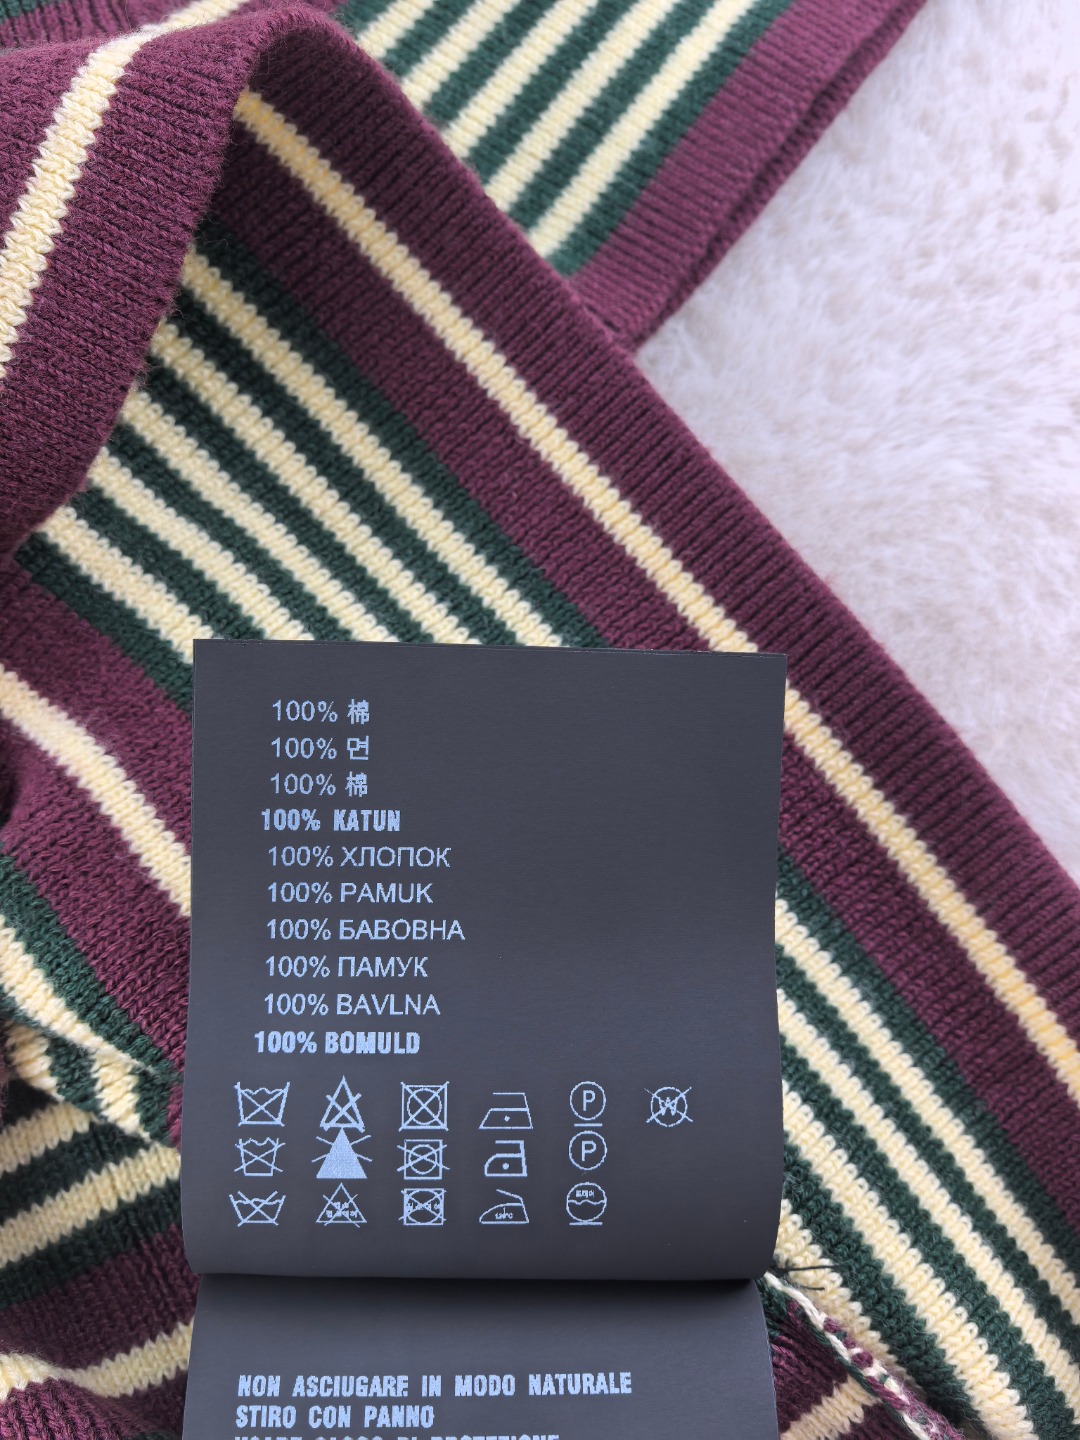 100% 棉
100% 면
100% 棉
100% KATUN
100% ХЛОПОК
100% PAMUK
100% БАВОВНА
100% ПАМУК
100% BAVLNA
100% BOMULD
P
W
P
NON ASCIUGARE IN MODO NATURALE
STIRO CON PANNO